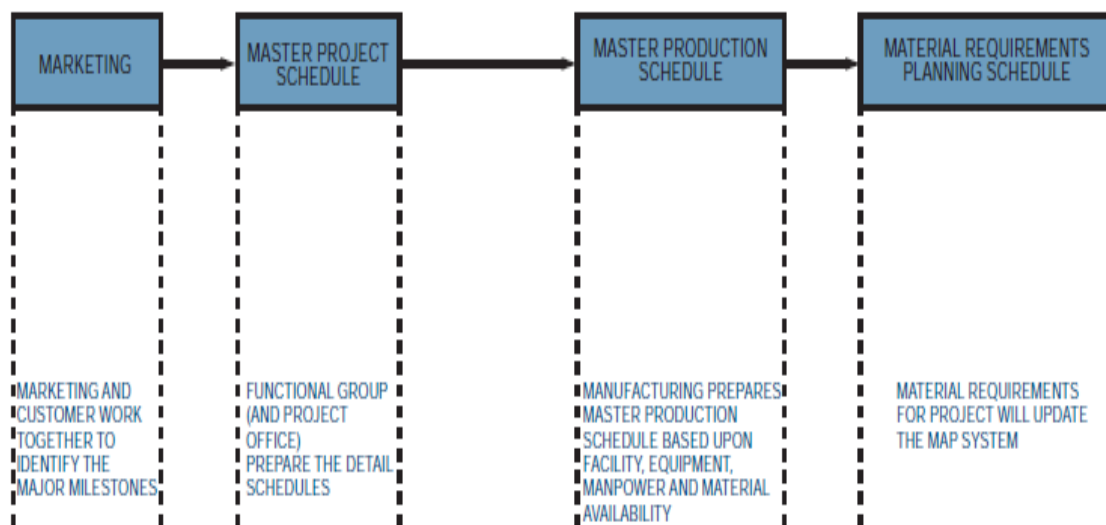 MARKETING
MASTER PROJECT
SCHEDULE
MASTER PRODUCTION
SCHEDULE
MATERIAL REQUIREMENTS
PLANNING SCHEDULE
MARKETING AND
CUSTOMER WORK
TOGETHER TO
IDENTIFY THE
MAJOR MILESTONES
FUNCTIONAL GROUP
(AND PROJECT
OFFICE)
PREPARE THE DETAIL
SCHEDULES
MANUFACTURING PREPARES
MASTER PRODUCTION
SCHEDULE BASED UPON
FACILITY, EQUIPMENT,
MANPOWER AND MATERIAL
AVAILABILITY
MATERIAL REQUIREMENTS
FOR PROJECT WILL UPDATE
THE MAP SYSTEM